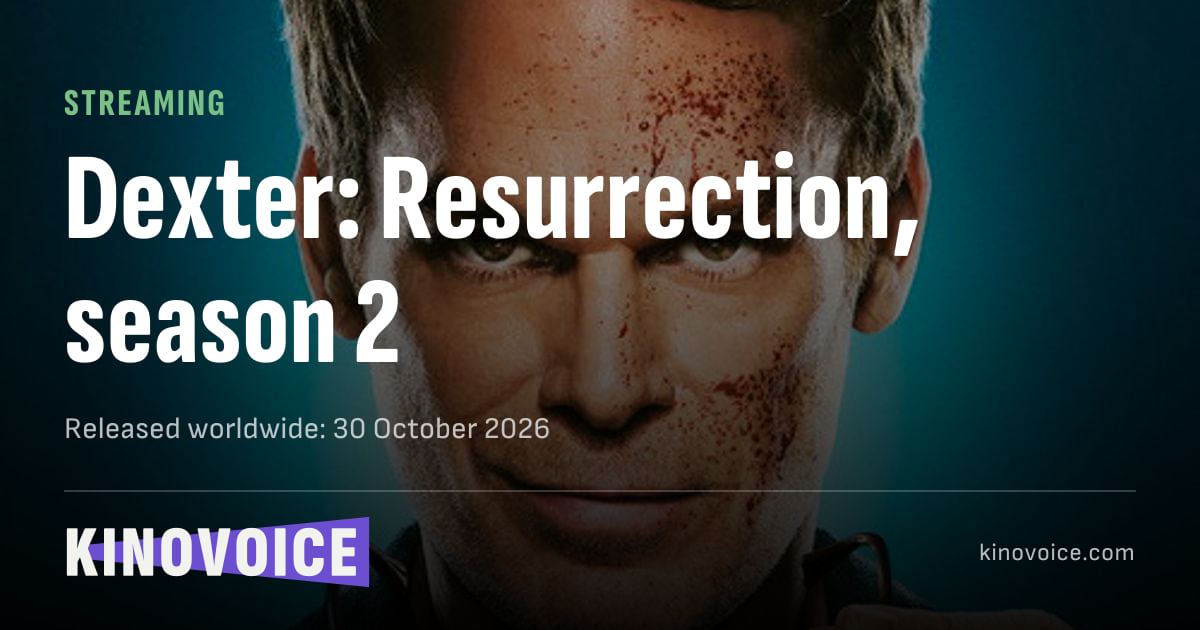 STREAMING
Dexter: Resurrection,
season 2
Released worldwide: 30 October 2026
KINOVOICE
kinovoice.com